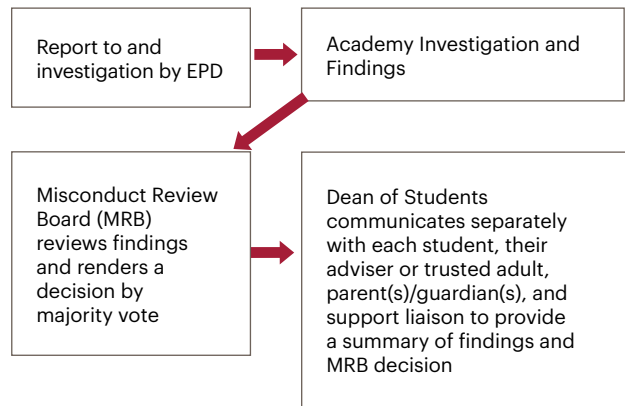 Report to and
investigation by EPD
Academy Investigation and
Findings
Misconduct Review
Board (MRB)
reviews findings
and renders a
decision by
majority vote
Dean of Students
communicates separately
with each student, their
adviser or trusted adult,
parent(s)/guardian(s), and
support liaison to provide
a summary of findings and
MRB decision